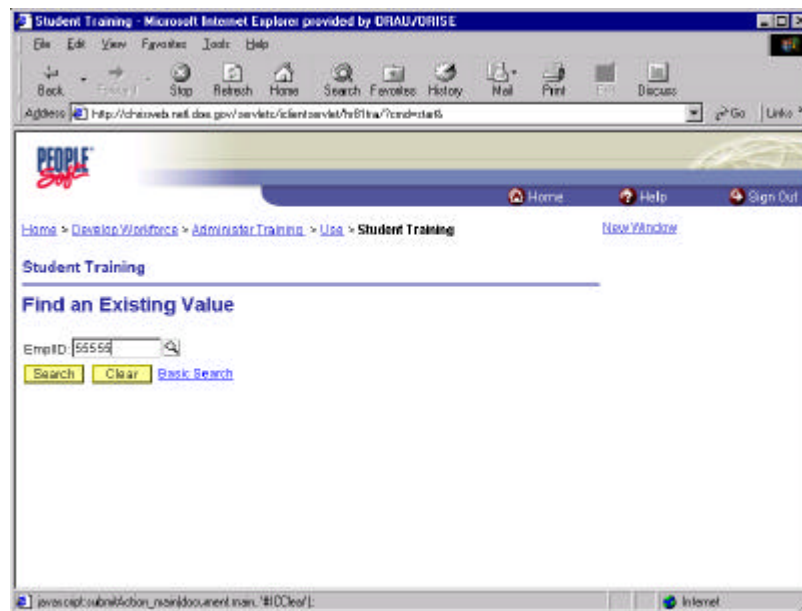 Student Training - Microsoft Internet Explorer provided by ORAU/ORISE
File Edit View Favorites Tools Help
Back Forward Stop Refresh Home Search Favorites History Mail Print Edit Discuss
Address http://chrisweb.netl.doe.gov/servlets/iclientservlet/hr81tra/?cmd=start& Go Links
PEOPLE
Soft
Home Help Sign Out
Home > Develop Workforce > Administer Training > Use > Student Training
New Window
Student Training
Find an Existing Value
EmplID: 55555
Search Clear Basic Search
javascript:submitAction_main(document.main, '#ICClear'); Internet